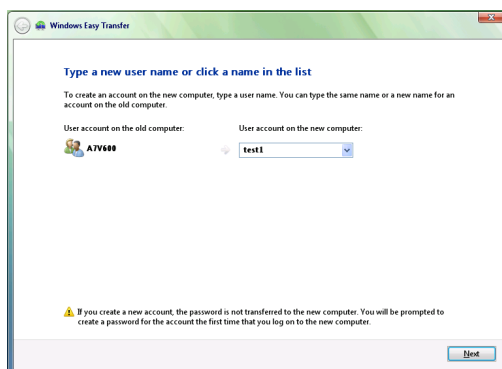 Windows Easy Transfer
Type a new user name or click a name in the list
To create an account on the new computer, type a user name. You can type the same name or a new name for an
account on the old computer.
User account on the old computer: User account on the new computer:
A7V600 test1
If you create a new account, the password is not transferred to the new computer. You will be prompted to
create a password for the account the first time that you log on to the new computer.
Next